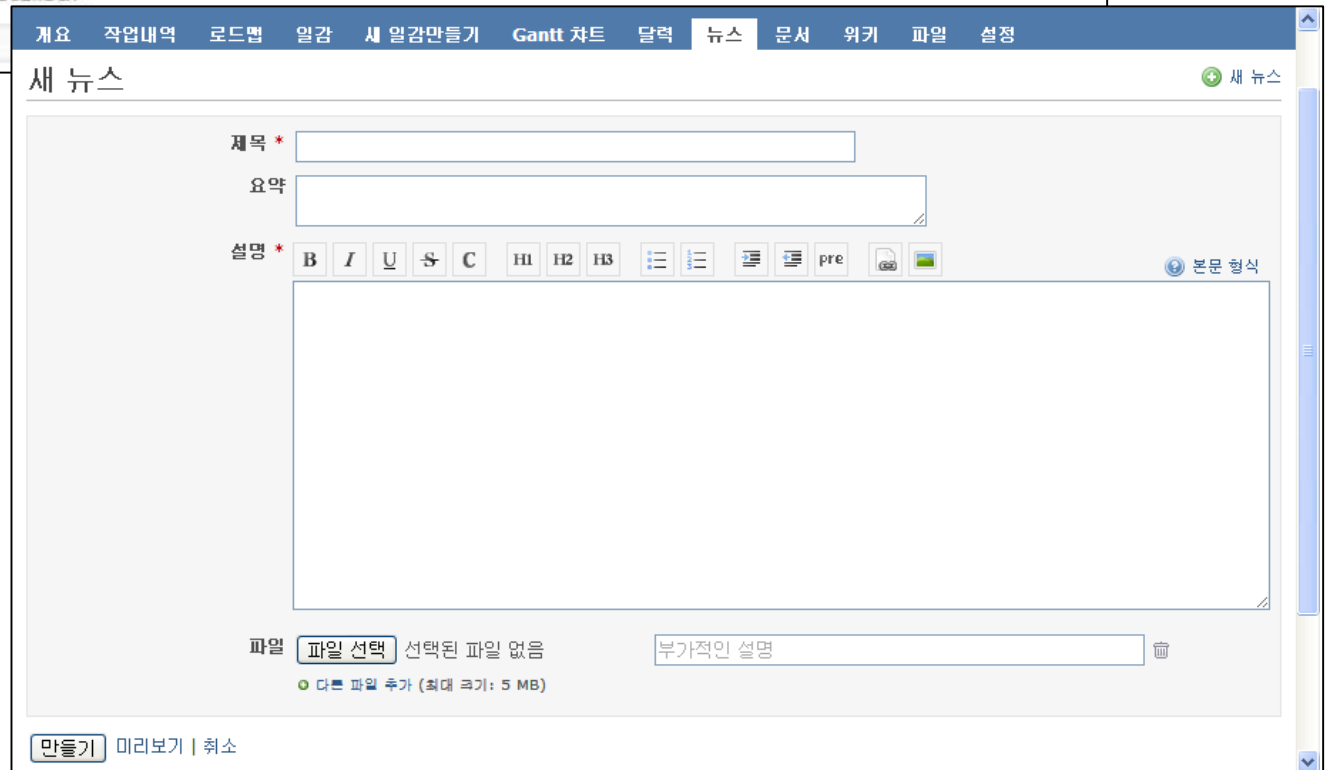 개요 작업내역 로드맵 일감 새 일감만들기 Gantt 챠트 달력 뉴스 문서 위키 파일 설정
새 뉴스 새 뉴스
제목 *
요약
설명 * B I U S C H1 H2 H3 pre 본문 형식
파일 파일 선택 선택된 파일 없음 부가적인 설명
다른 파일 추가 (최대 크기: 5 MB)
만들기 미리보기 | 취소